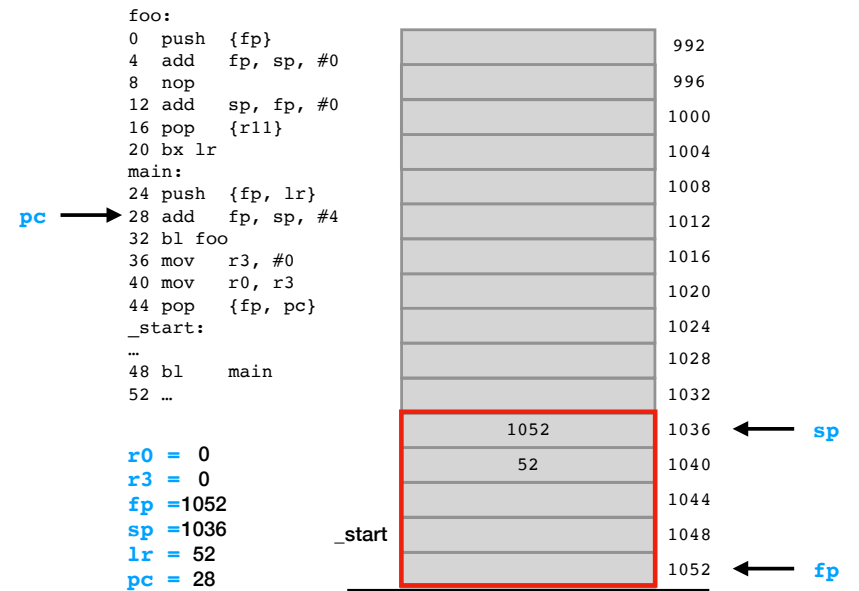 foo:
0 push {fp}
4 add fp, sp, #0
8 nop
12 add sp, fp, #0
16 pop {r11}
20 bx lr
main:
24 push {fp, lr}
pc
28 add fp, sp, #4
32 bl foo
36 mov r3, #0
40 mov r0, r3
44 pop {fp, pc}
_start:
…
48 bl main
52 …
r0 = 0
r3 = 0
fp =1052
sp =1036
lr = 52
pc = 28
_start
992
996
1000
1004
1008
1012
1016
1020
1024
1028
1032
1052 1036 sp
52 1040
1044
1048
1052 fp